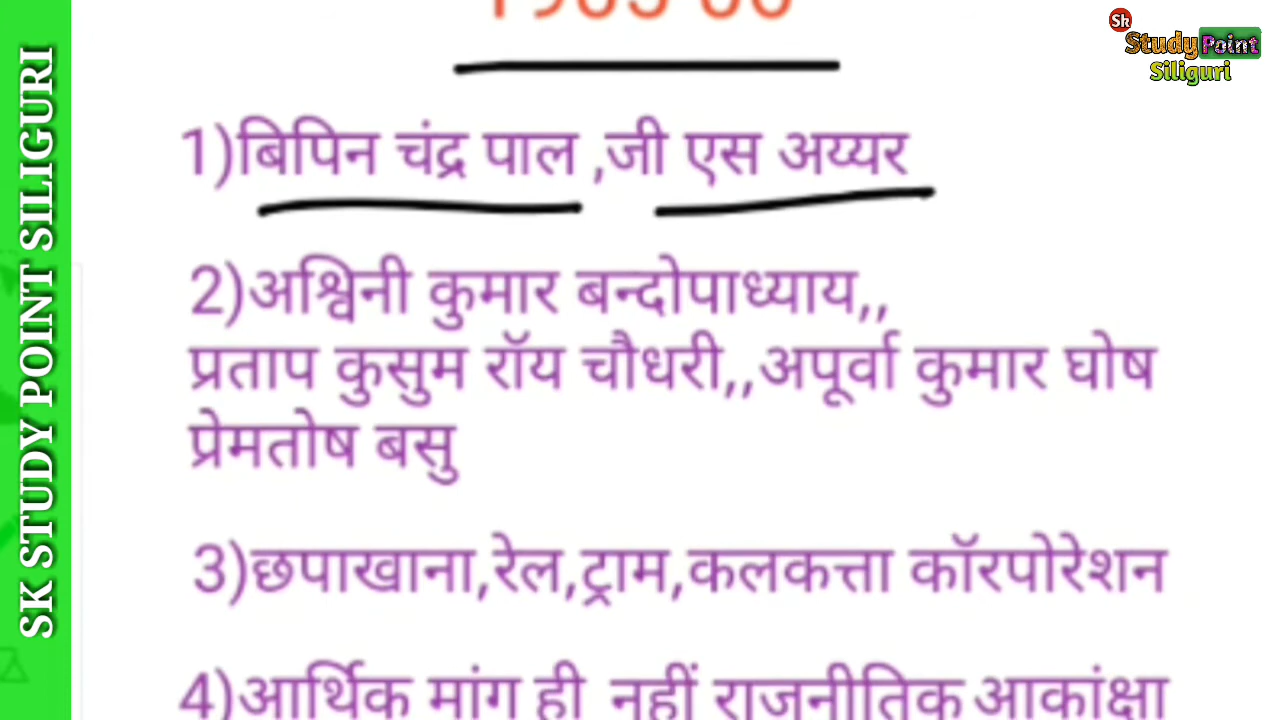 Sk
Study Point
Siliguri
SK STUDY POINT SILIGURI
1)बिपिन चंद्र पाल ,जी एस अय्यर
2)अश्विनी कुमार बन्दोपाध्याय,,
प्रताप कुसुम रॉय चौधरी,,अपूर्वा कुमार घोष
प्रेमतोष बसु
3)छपाखाना,रेल,ट्राम,कलकत्ता कॉरपोरेशन
4)आर्थिक मांग ही नहीं राजनीतिक आकांक्षा